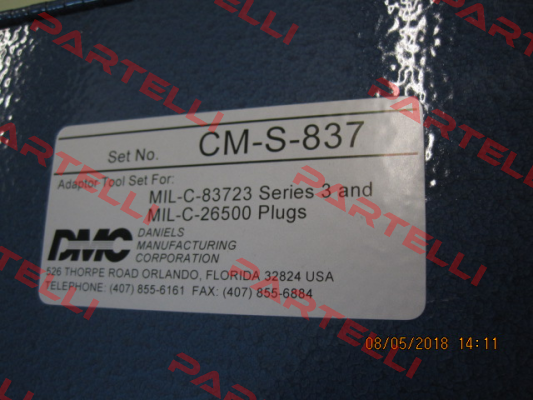 PARTELLI
Set No. CM-S-837
Adaptor Tool Set For:
MIL-C-83723 Series 3 and
MIL-C-26500 Plugs
DMC DANIELS
MANUFACTURING
CORPORATION
526 THORPE ROAD ORLANDO, FLORIDA 32824 USA
TELEPHONE: (407) 855-6161 FAX: (407) 855-6884
08/05/2018 14:11